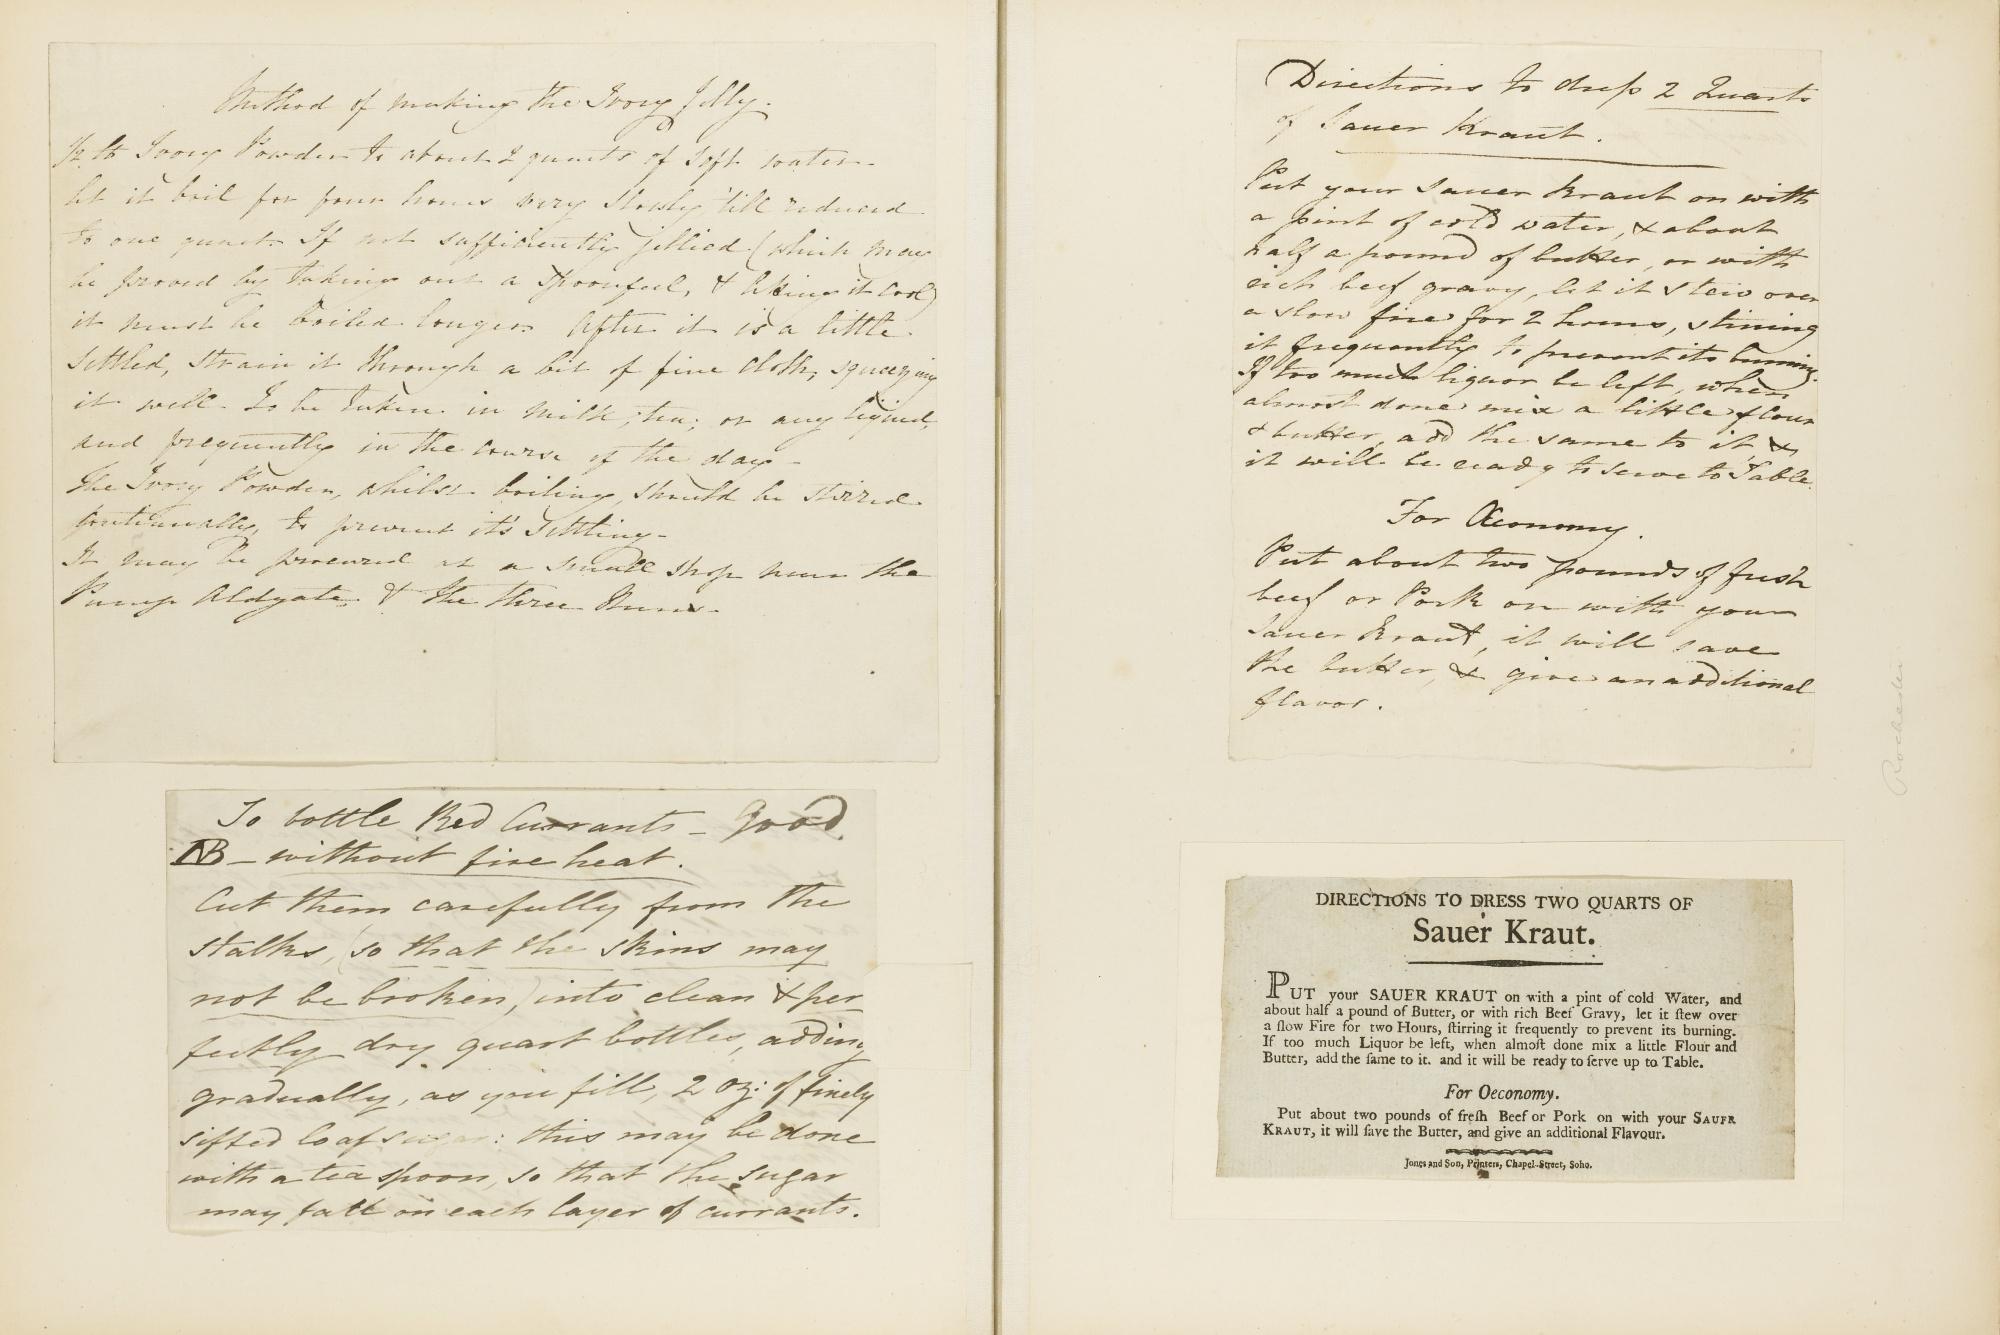 Method of making the Ivory Jelly.
Ivory Powder to about 2 quarts of soft water
let it boil for four hours very slowly, 'till reduced
to one quart. If not sufficiently jellied (which may
be proved by taking out a spoonful, & letting it cool)
it must be boiled longer. After it is a little
settled, strain it through a bit of fine cloth, squeezing
it well. To be taken in milk, tea; or any liquid,
and frequently in the course of the day –
The Ivory Powder, whilst boiling, should be stirred
continually, to prevent it's settling –
It may be procured at a small shop near the
Pump Aldgate, & the three Nuns.
To bottle Red Currants – Good
NB – without fire heat.
Cut them carefully from the
stalks, (so that the skins may
not be broken) into clean & per
fectly dry quart bottles, adding
gradually, as you fill, 2 oz: of finely
sifted loaf sugar: this may be done
with a tea spoon, so that the sugar
may fall on each layer of currants.
Directions to dress 2 Quarts
of Sauer Kraut.
Put your Sauer Kraut on with
a pint of cold water, & about
half a pound of butter, or with
rich beef gravy, let it stew over
a slow fire for 2 hours, stirring
it frequently to prevent its burning.
If too much liquor be left, when
almost done mix a little flour
& butter, add the same to it, &
it will be ready to serve to Table.
For Œconomy.
Put about two pounds of fresh
beef or Pork on with your
Sauer Kraut, it will save
the butter, & give an additional
flavor.
Rochester
DIRECTIONS TO DRESS TWO QUARTS OF
Sauer Kraut.
PUT your SAUER KRAUT on with a pint of cold Water, and
about half a pound of Butter, or with rich Beef Gravy, let it ſtew over
a ſlow Fire for two Hours, ſtirring it frequently to prevent its burning.
If too much Liquor be left, when almoſt done mix a little Flour and
Butter, add the ſame to it. and it will be ready to ſerve up to Table.
For Oeconomy.
Put about two pounds of freſh Beef or Pork on with your SAUFR
KRAUT, it will ſave the Butter, and give an additional Flavour.
Jones and Son, Printers, Chapel-Street, Soho.